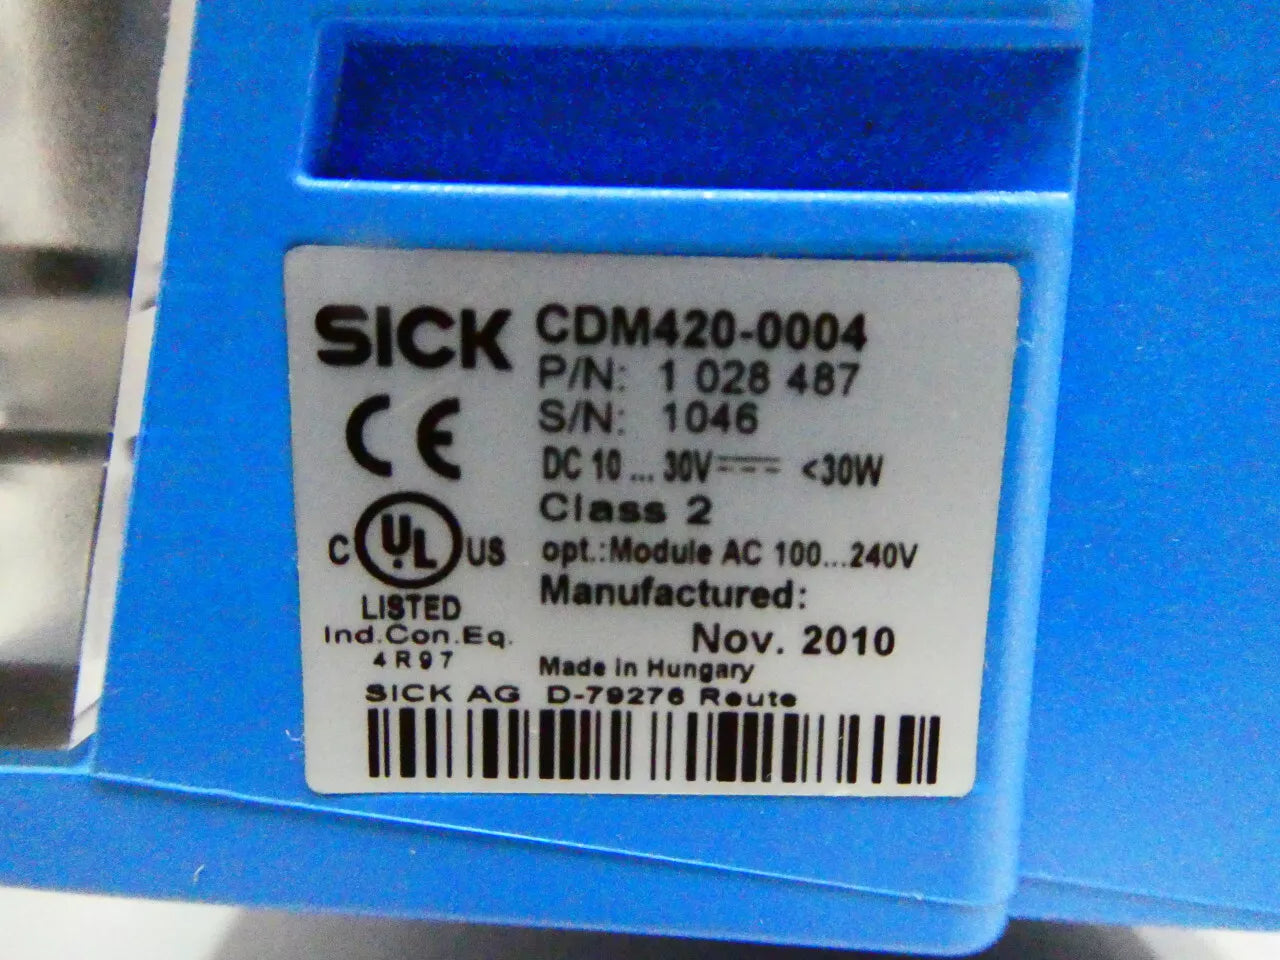 SICK CDM420-0004
P/N: 1 028 487
S/N: 1046
CE
DC 10 ... 30V <30W
Class 2
C UL US opt.:Module AC 100...240V
LISTED
Manufactured:
Ind.Con.Eq.
Nov. 2010
4R97
Made in Hungary
SICK AG D-79276 Reute